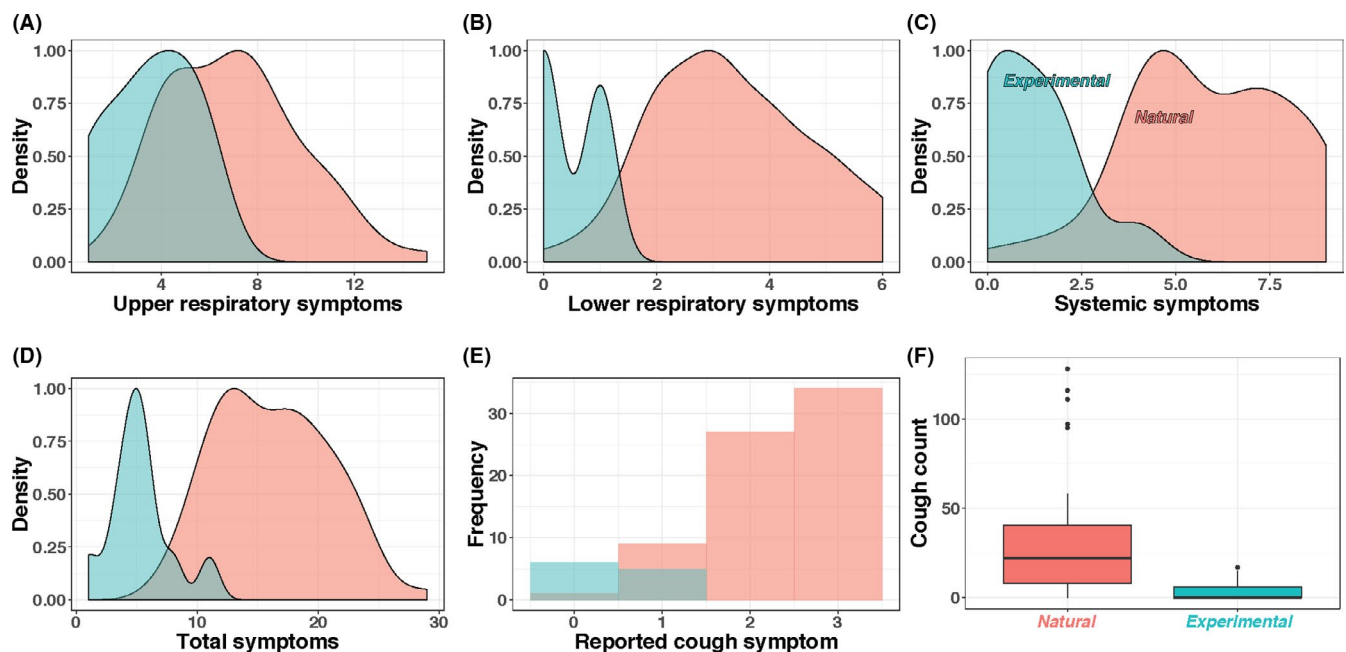 (A)
1.00
0.75
0.50
0.25
0.00
Density
4
8
12
Upper respiratory symptoms
(B)
1.00
0.75
0.50
0.25
0.00
Density
0
2
4
6
Lower respiratory symptoms
(C)
1.00
0.75
0.50
0.25
0.00
Density
Experimental
Natural
0.0
2.5
5.0
7.5
Systemic symptoms
(D)
1.00
0.75
0.50
0.25
0.00
Density
0
10
20
30
Total symptoms
(E)
30
20
10
0
Frequency
0
1
2
3
Reported cough symptom
(F)
100
50
0
Cough count
Natural
Experimental